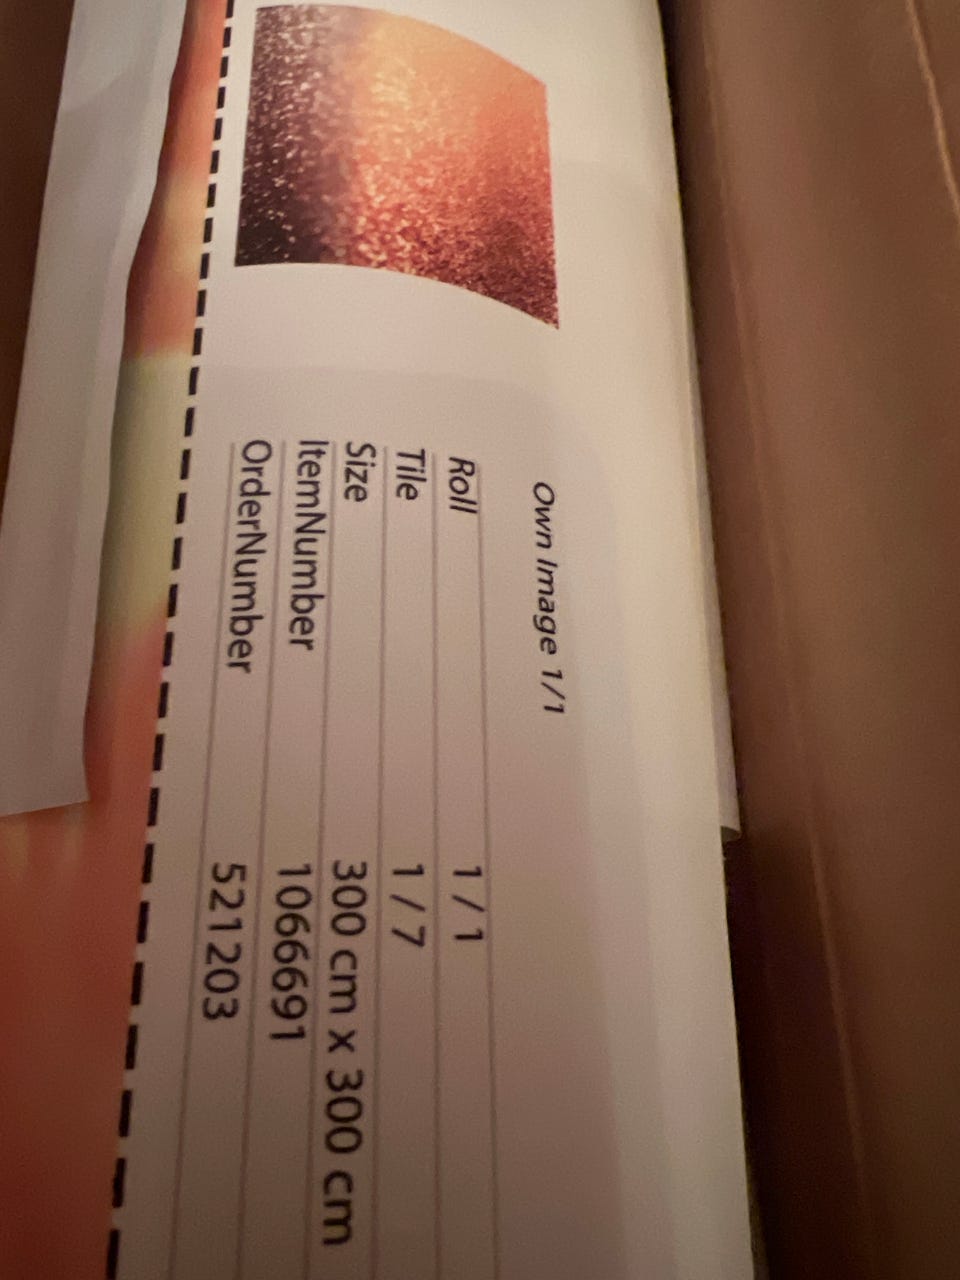 Own Image 1/1
Roll 1 / 1
Tile 1 / 7
Size 300 cm x 300 cm
ItemNumber 1066691
OrderNumber 521203